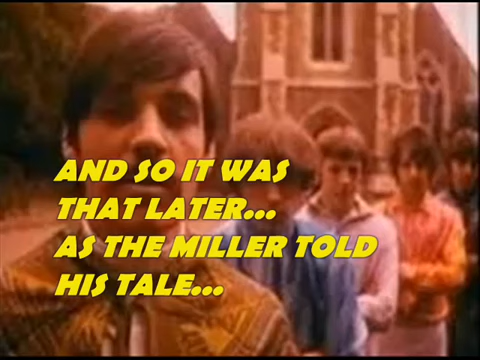 AND SO IT WAS
THAT LATER...
AS THE MILLER TOLD
HIS TALE...